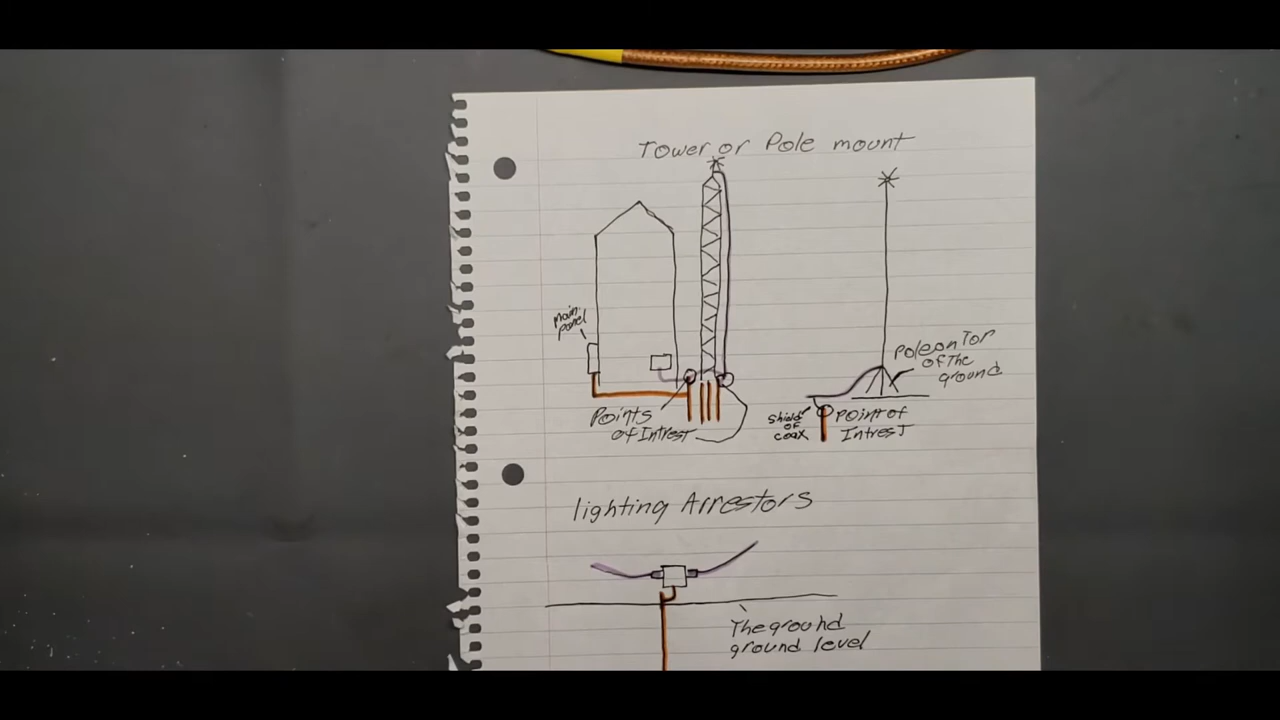 Tower or Pole mount
main
panel
Pole on Top
of The
ground
Points
of Intrest
shield
of
coax
Point of
Intrest
lighting Arrestors
The ground
ground level